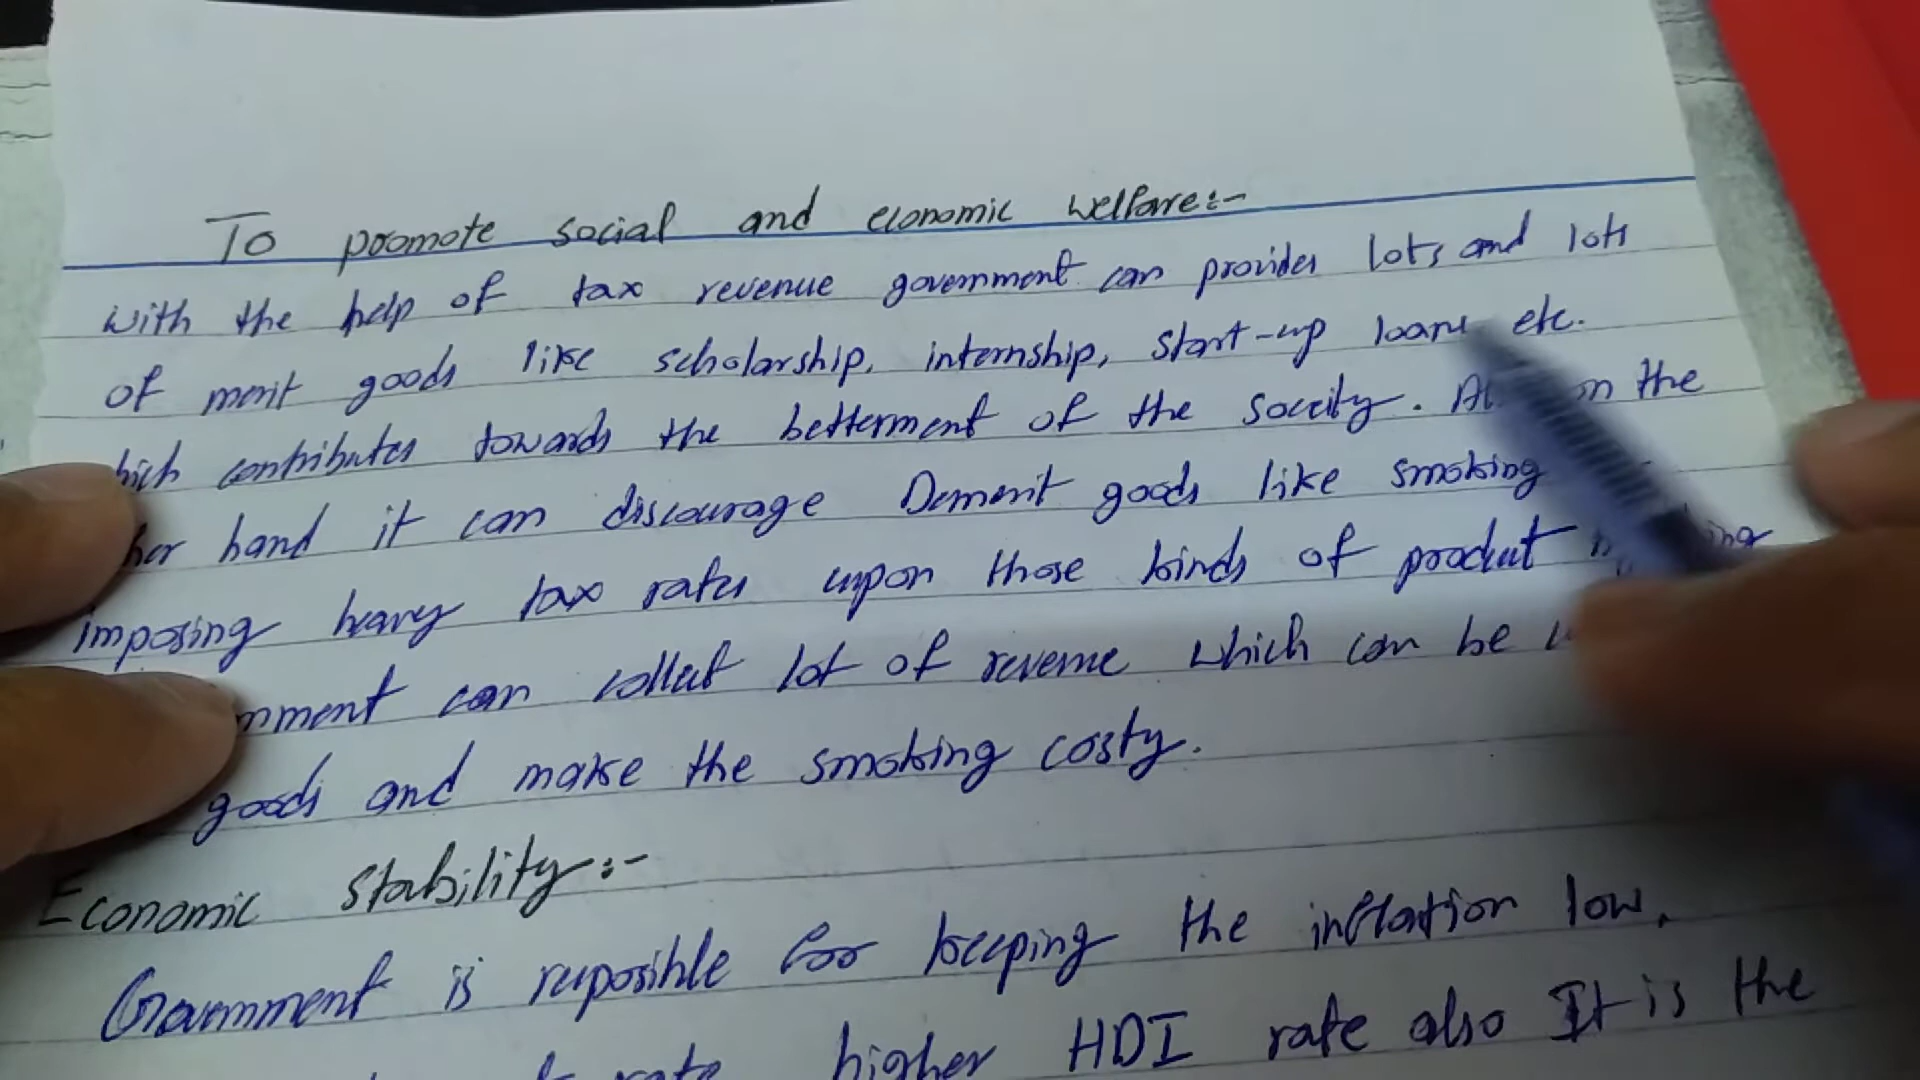 To promote social and economic welfare:-
with the help of tax revenue government can provides lots and lots
of merit goods like scholarship, internship, start-up loans etc.
contributes towards the betterment of the soceity. on the
hand it can discourage Demerit goods like smoking
imposing heavy tax rates upon those kinds of product
can collect lot of revenue which can be
goods and make the smoking costy.
Economic stability:-
Government is resposible for keeping the inflation low,
rate higher HDI rate also It is the